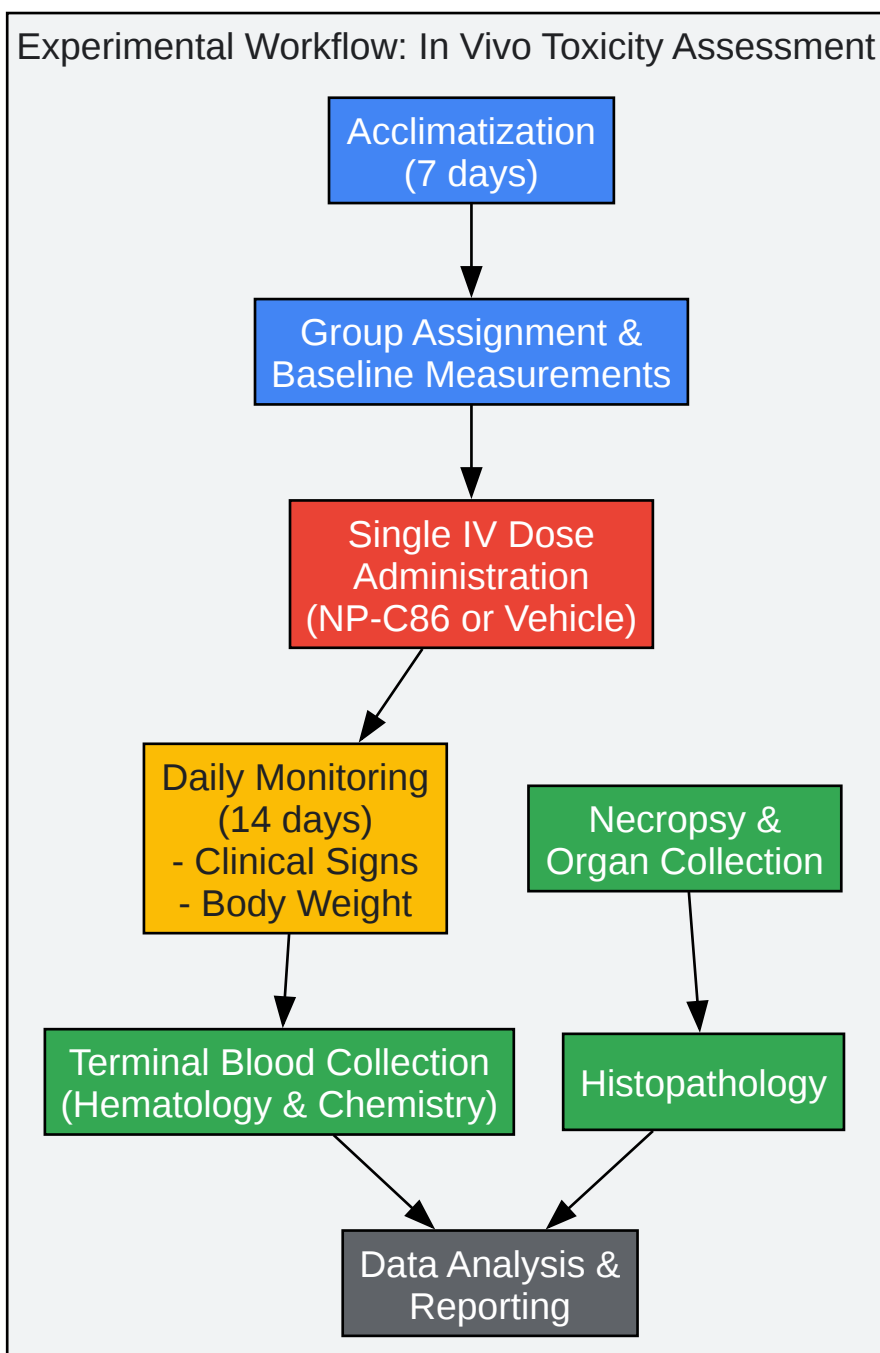 Experimental Workflow: In Vivo Toxicity Assessment
Acclimatization
(7 days)
Group Assignment &
Baseline Measurements
Single IV Dose
Administration
(NP-C86 or Vehicle)
Daily Monitoring
(14 days)
- Clinical Signs
- Body Weight
Necropsy &
Organ Collection
Terminal Blood Collection
(Hematology & Chemistry)
Histopathology
Data Analysis &
Reporting